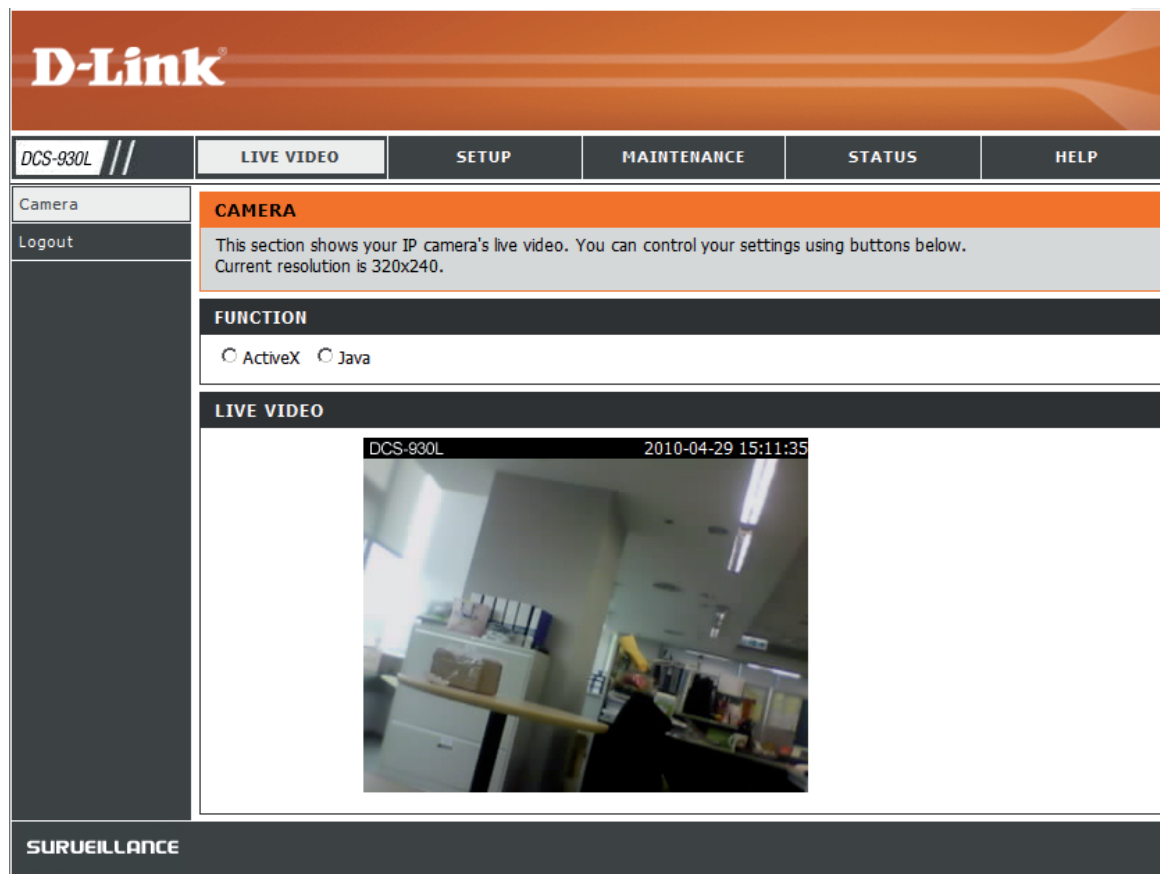 D-Link®
DCS-930L
LIVE VIDEO
SETUP
MAINTENANCE
STATUS
HELP
Camera
Logout
CAMERA
This section shows your IP camera's live video. You can control your settings using buttons below.
Current resolution is 320x240.
FUNCTION
ActiveX Java
LIVE VIDEO
DCS-930L 2010-04-29 15:11:35
SURVEILLANCE